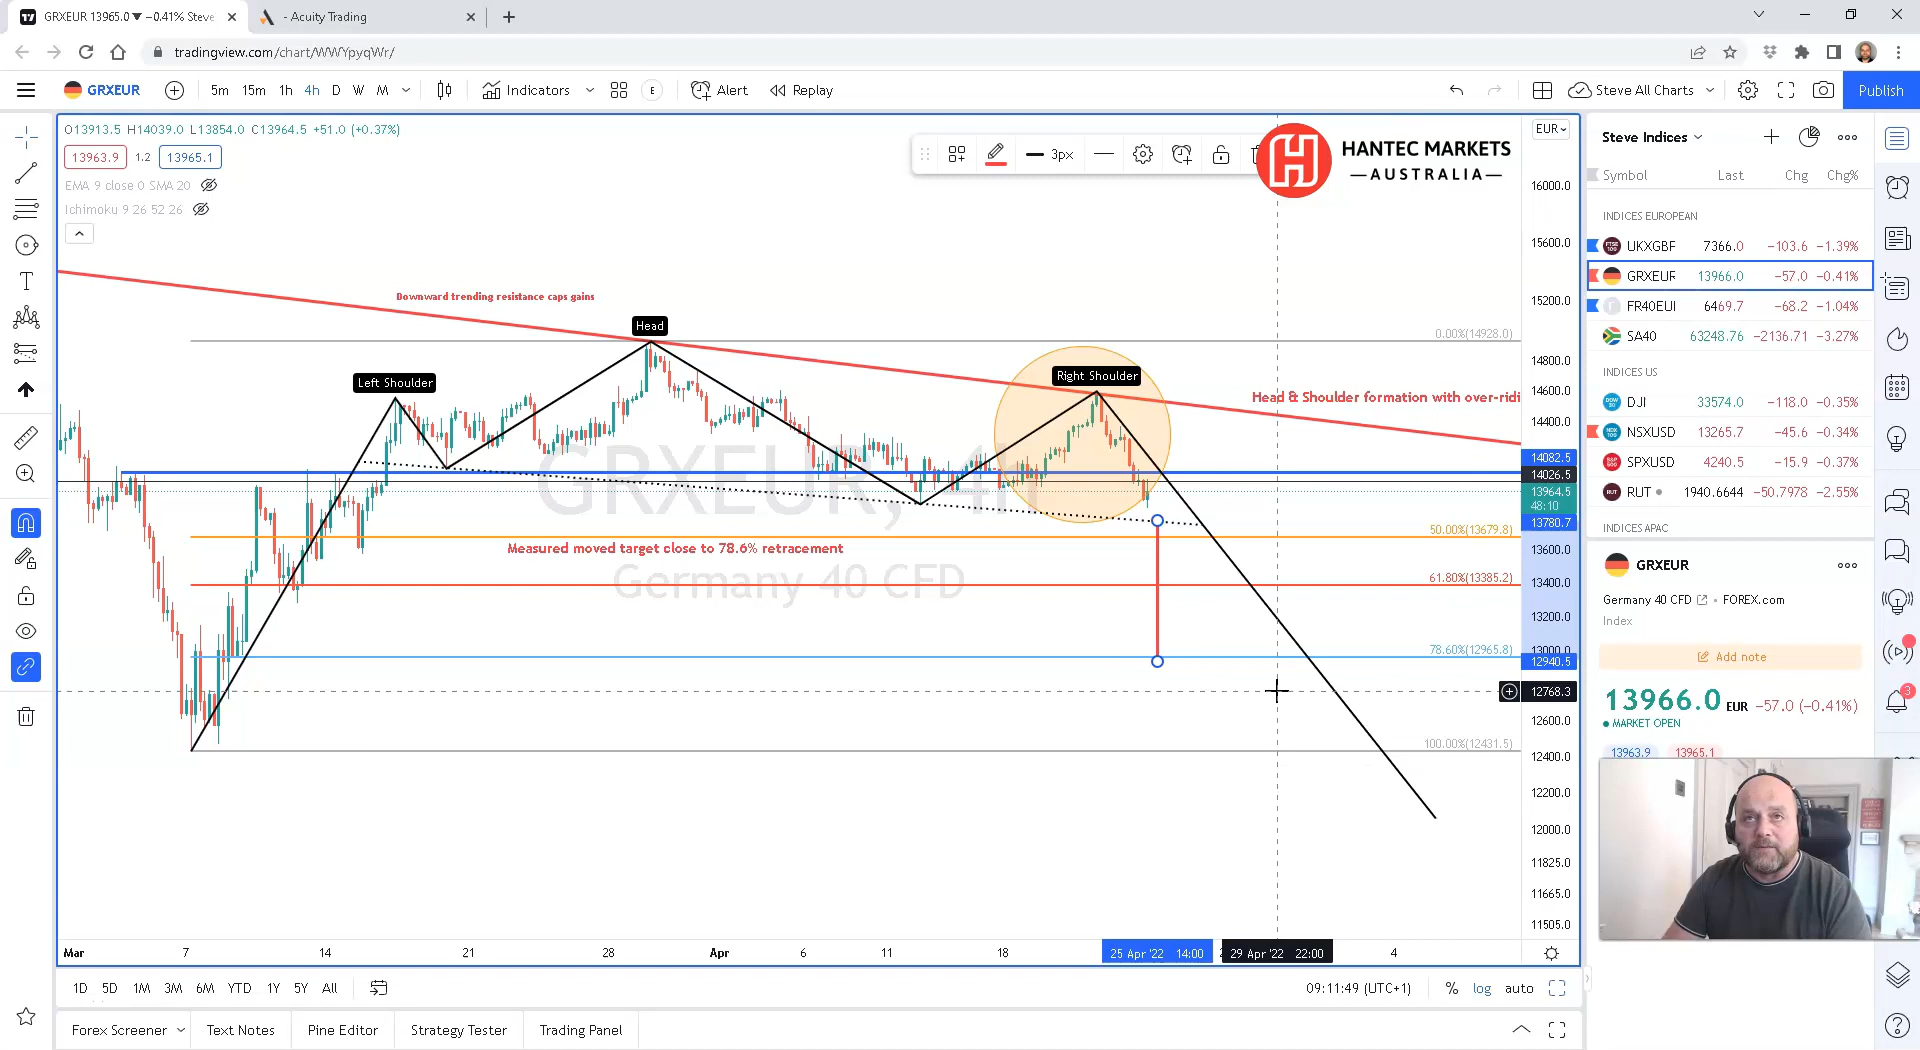 GRXEUR 13965.0 ▼ −0.41% Steve
- Acuity Trading
tradingview.com/chart/WWYpyqWr/
GRXEUR
5m 15m 1h 4h D W M
Indicators
E
Alert
Replay
Steve All Charts
Publish
O13913.5 H14039.0 L13854.0 C13964.5 +51.0 (+0.37%)
13963.9 1.2 13965.1
EMA 9 close 0 SMA 20
Ichimoku 9 26 52 26
3px
HANTEC MARKETS
AUSTRALIA
EUR
Downward trending resistance caps gains
Head
Left Shoulder
Right Shoulder
Head & Shoulder formation with over-ridi
Measured moved target close to 78.6% retracement
GRXEUR, 4h
Germany 40 CFD
0.00%(14928.0)
50.00%(13679.8)
61.80%(13385.2)
78.60%(12965.8)
100.00%(12431.5)
16000.0
15600.0
15200.0
14800.0
14600.0
14400.0
14082.5
14026.5
13964.5
48:10
13780.7
13600.0
13400.0
13200.0
13000.0
12940.5
12768.3
12600.0
12400.0
12200.0
12000.0
11825.0
11665.0
11505.0
Mar 7 14 21 28 Apr 6 11 18 25 Apr '22 14:00 29 Apr '22 22:00 4
1D 5D 1M 3M 6M YTD 1Y 5Y All
09:11:49 (UTC+1) % log auto
Forex Screener Text Notes Pine Editor Strategy Tester Trading Panel
Steve Indices
Symbol Last Chg Chg%
INDICES EUROPEAN
UKXGBP 7366.0 −103.6 −1.39%
GRXEUR 13966.0 −57.0 −0.41%
FR40EUI 6469.7 −68.2 −1.04%
SA40 63248.76 −2136.71 −3.27%
INDICES US
DJI 33574.0 −118.0 −0.35%
NSXUSD 13265.7 −45.6 −0.34%
SPXUSD 4240.5 −15.9 −0.37%
RUT 1940.6644 −50.7978 −2.55%
INDICES APAC
GRXEUR
Germany 40 CFD • FOREX.com
Index
Add note
13966.0 EUR −57.0 (−0.41%)
MARKET OPEN
13963.9 13965.1
3